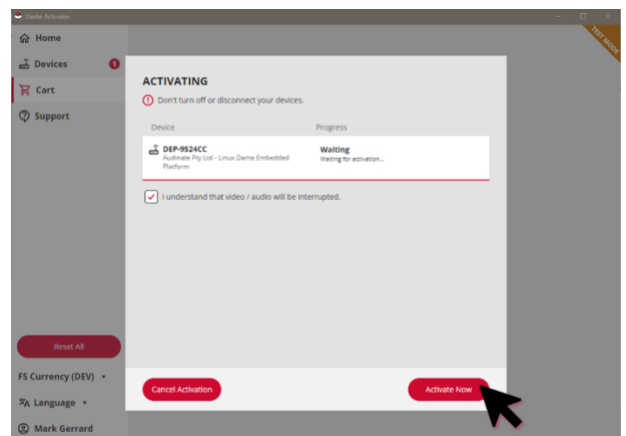 Dante Activator
TEST MODE
Home
Devices
1
Cart
Support
ACTIVATING
Don't turn off or disconnect your devices.
Device Progress
DEP-9524CC Waiting
Audinate Pty Ltd - Linux Dante Embedded Waiting for activation...
Platform
I understand that video / audio will be interrupted.
Reset All
FS Currency (DEV)
Language
Mark Gerrard
Cancel Activation Activate Now